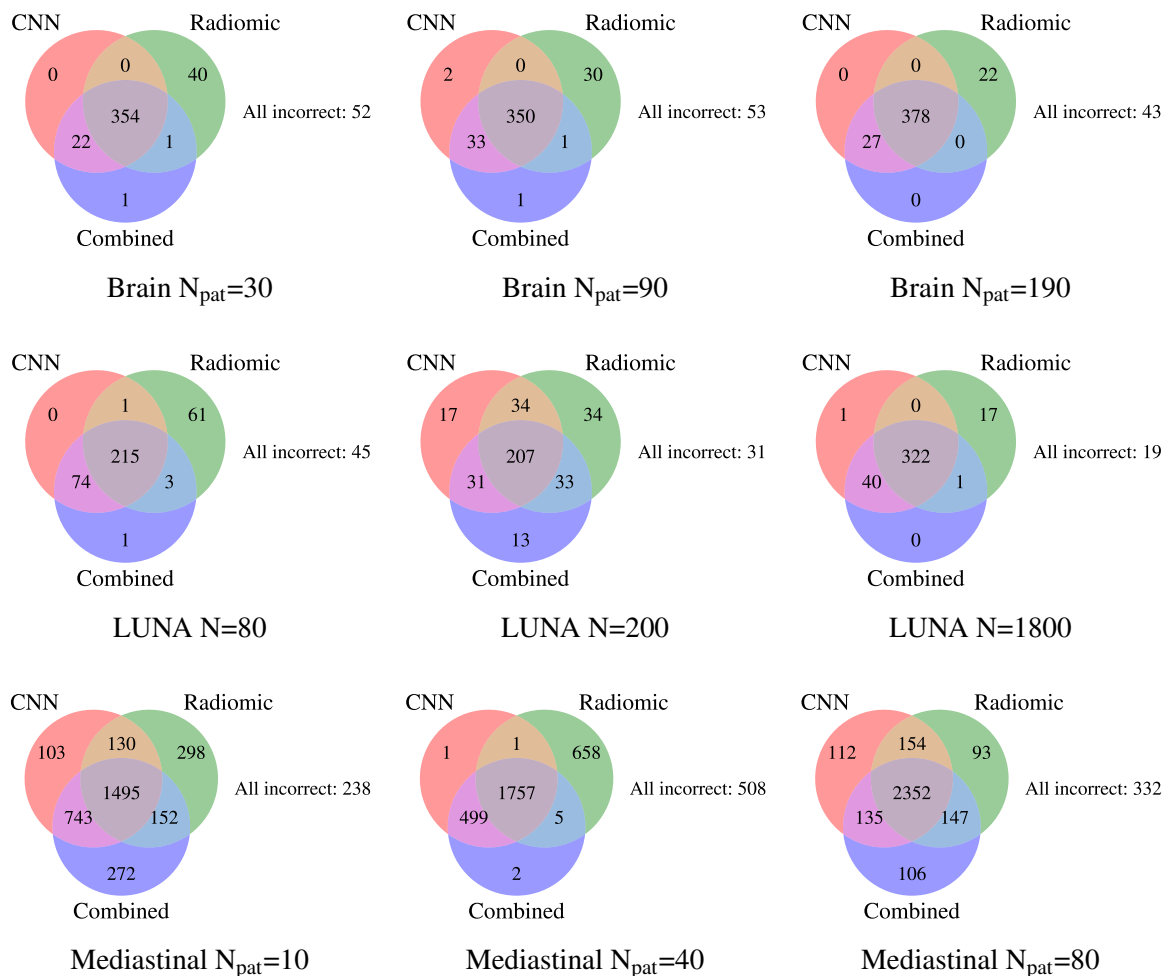 CNN Radiomic CNN Radiomic CNN Radiomic
0 0 40 2 0 30 0 0 22
354 All incorrect: 52 350 All incorrect: 53 378 All incorrect: 43
22 1 33 1 27 0
1 1 0
Combined Combined Combined
Brain N_pat=30 Brain N_pat=90 Brain N_pat=190
CNN Radiomic CNN Radiomic CNN Radiomic
0 1 61 17 34 34 1 0 17
215 All incorrect: 45 207 All incorrect: 31 322 All incorrect: 19
74 3 31 33 40 1
1 13 0
Combined Combined Combined
LUNA N=80 LUNA N=200 LUNA N=1800
CNN Radiomic CNN Radiomic CNN Radiomic
103 130 298 1 1 658 112 154 93
1495 All incorrect: 238 1757 All incorrect: 508 2352 All incorrect: 332
743 152 499 5 135 147
272 2 106
Combined Combined Combined
Mediastinal N_pat=10 Mediastinal N_pat=40 Mediastinal N_pat=80